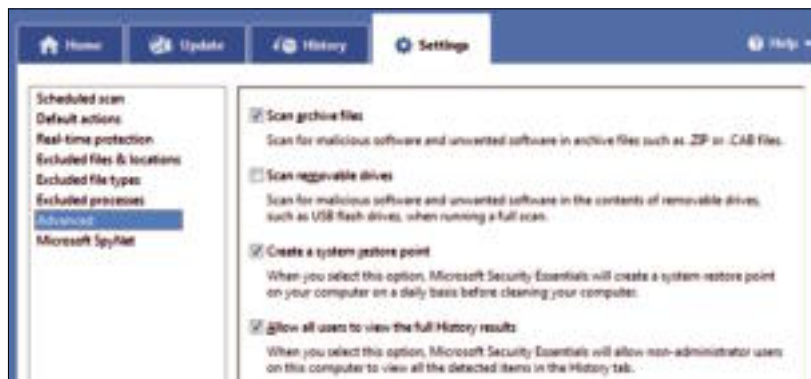 Home Update History Settings Help
Scheduled scan
Default actions
Real-time protection
Excluded files & locations
Excluded file types
Excluded processes
Advanced
Microsoft SpyNet
Scan archive files
Scan for malicious software and unwanted software in archive files such as .ZIP or .CAB files.
Scan removable drives
Scan for malicious software and unwanted software in the contents of removable drives,
such as USB flash drives, when running a full scan.
Create a system restore point
When you select this option, Microsoft Security Essentials will create a system restore point
on your computer on a daily basis before cleaning your computer.
Allow all users to view the full History results
When you select this option, Microsoft Security Essentials will allow non-administrator users
on this computer to view all the detected items in the History tab.